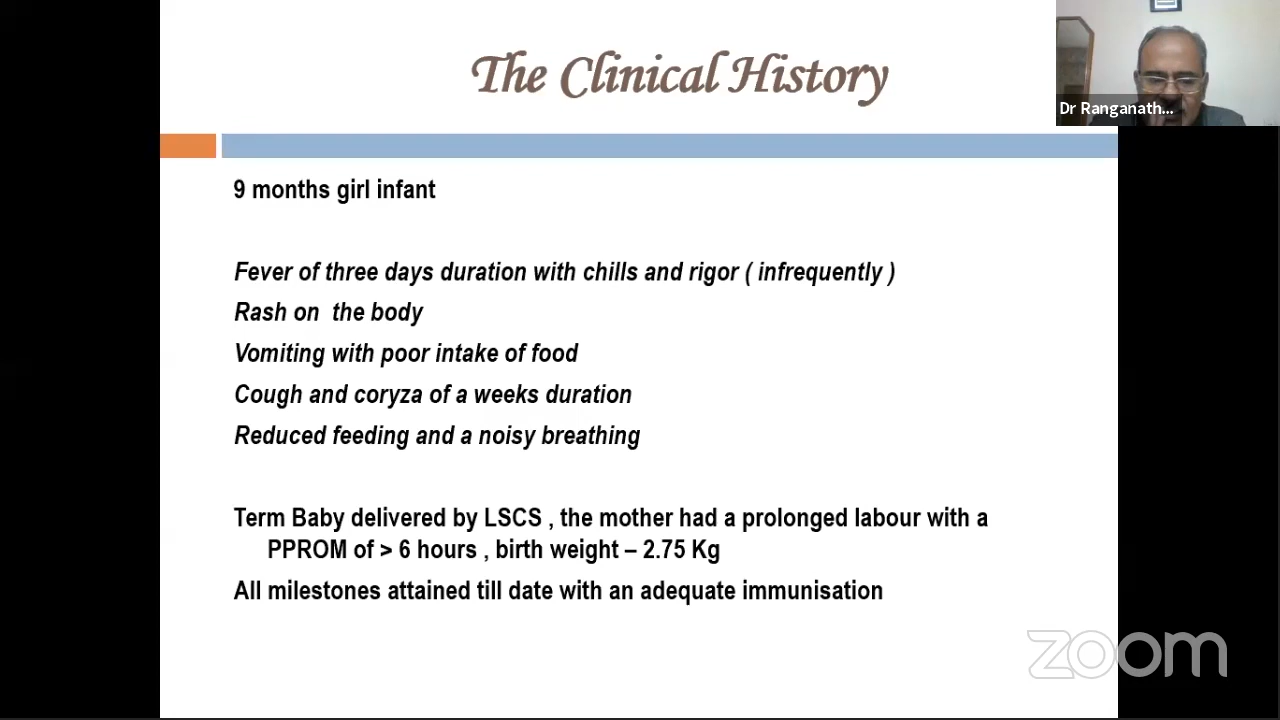 The Clinical History
Dr Ranganath...
9 months girl infant
Fever of three days duration with chills and rigor ( infrequently )
Rash on  the body
Vomiting with poor intake of food
Cough and coryza of a weeks duration
Reduced feeding and a noisy breathing
Term Baby delivered by LSCS , the mother had a prolonged labour with a
PPROM of > 6 hours , birth weight – 2.75 Kg
All milestones attained till date with an adequate immunisation
zoom